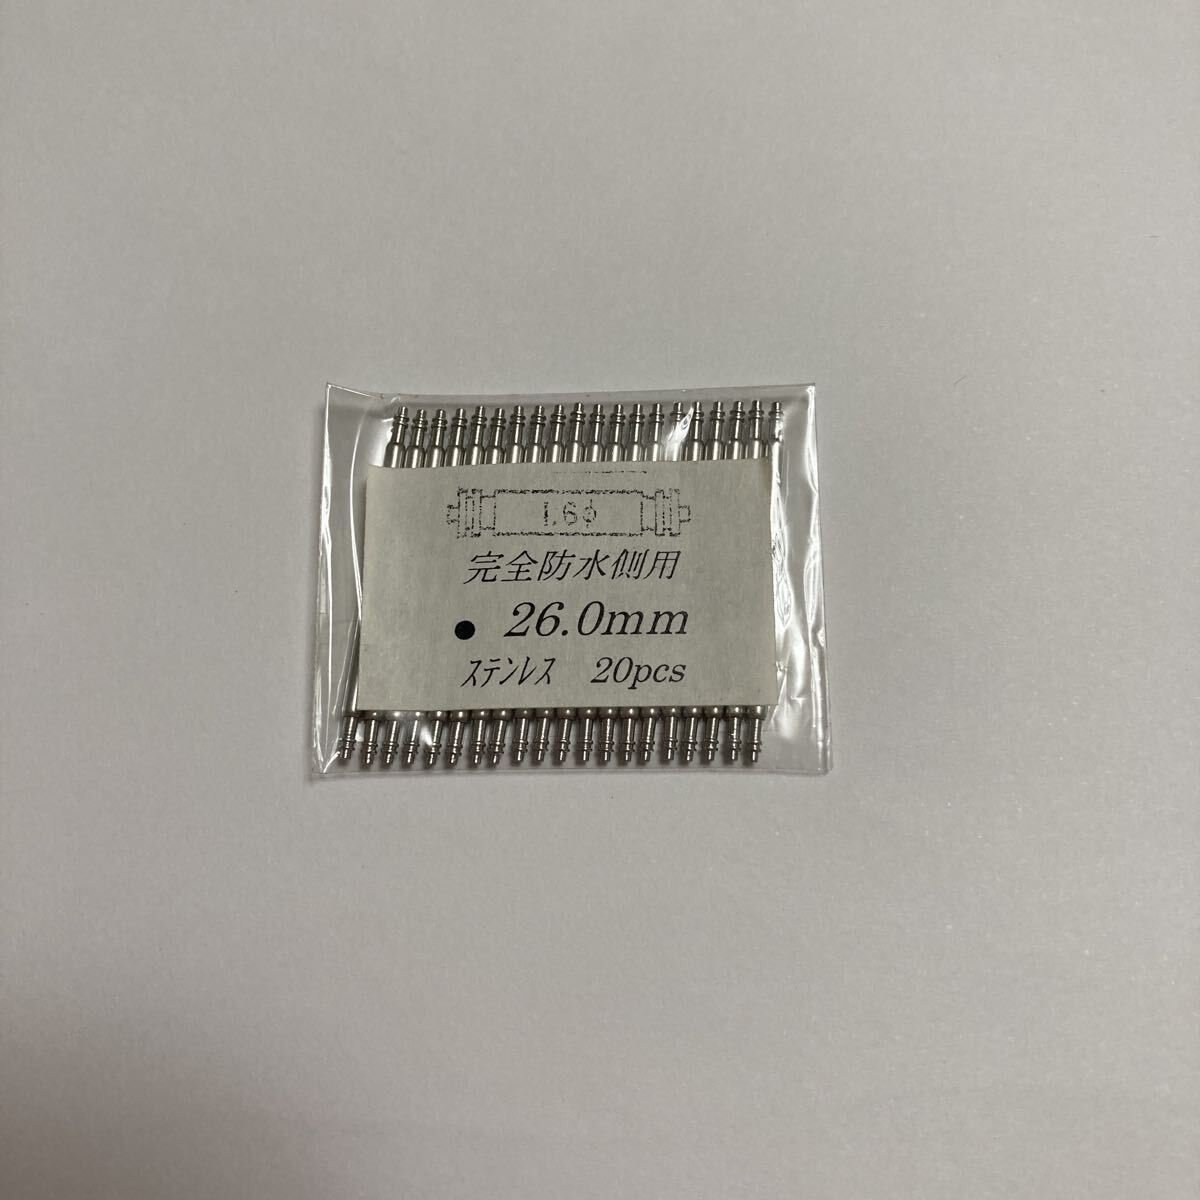 1.6φ
完全防水側用
● 26.0mm
ステンレス 20pcs